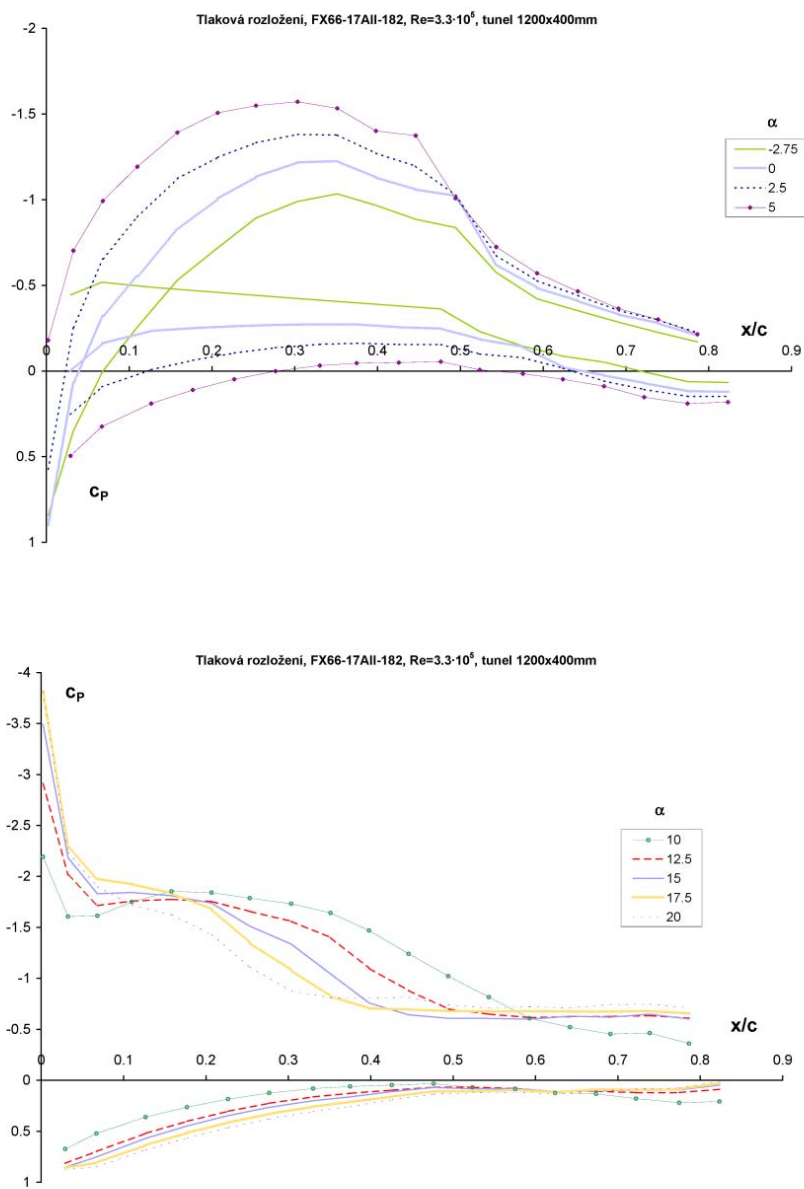 Tlaková rozložení, FX66-17AII-182, Re=3.3·10⁵, tunel 1200x400mm
-2
-1.5
-1
-0.5
0
0.5
1
α
-2.75
0
2.5
5
x/c
0 0.1 0.2 0.3 0.4 0.5 0.6 0.7 0.8 0.9
cP
Tlaková rozložení, FX66-17AII-182, Re=3.3·10⁵, tunel 1200x400mm
-4
-3.5
-3
-2.5
-2
-1.5
-1
-0.5
0
0.5
1
cP
α
10
12.5
15
17.5
20
x/c
0 0.1 0.2 0.3 0.4 0.5 0.6 0.7 0.8 0.9